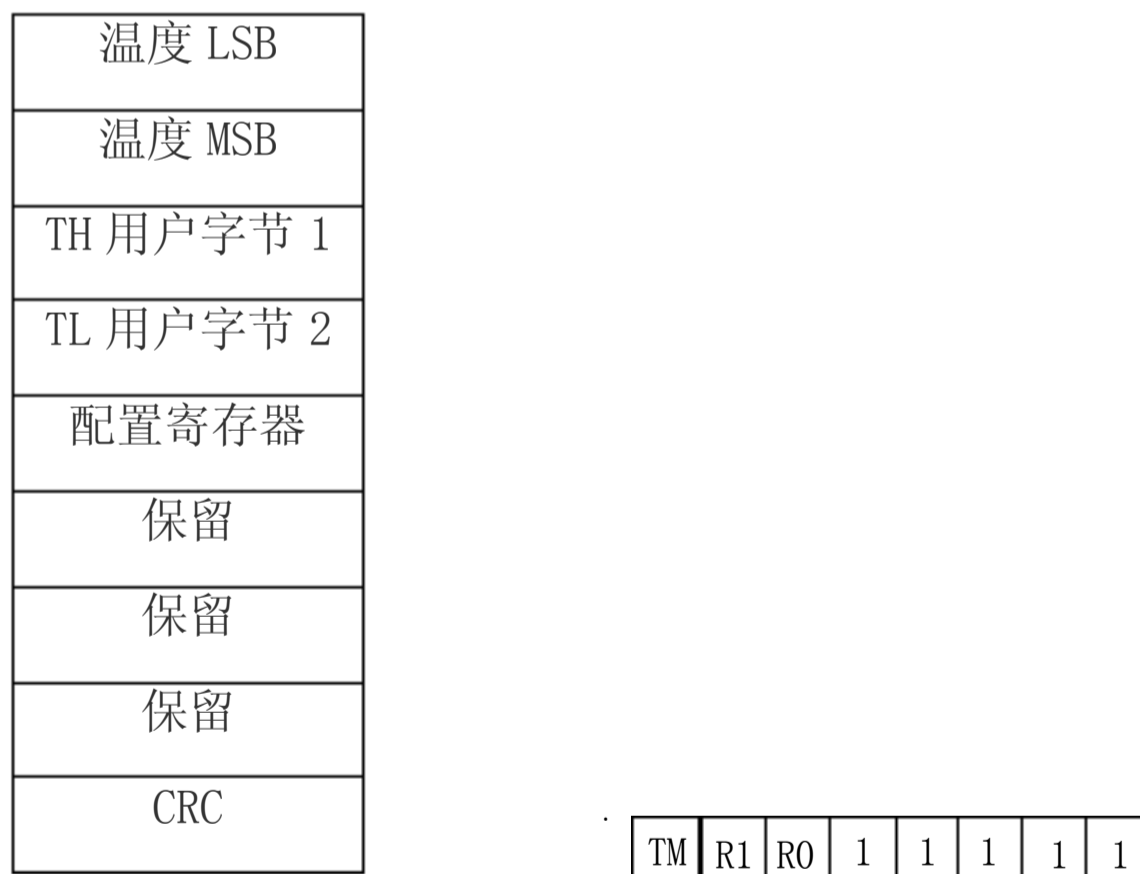 温度 LSB
温度 MSB
TH 用户字节 1
TL 用户字节 2
配置寄存器
保留
保留
保留
CRC
. TM R1 R0 1 1 1 1 1